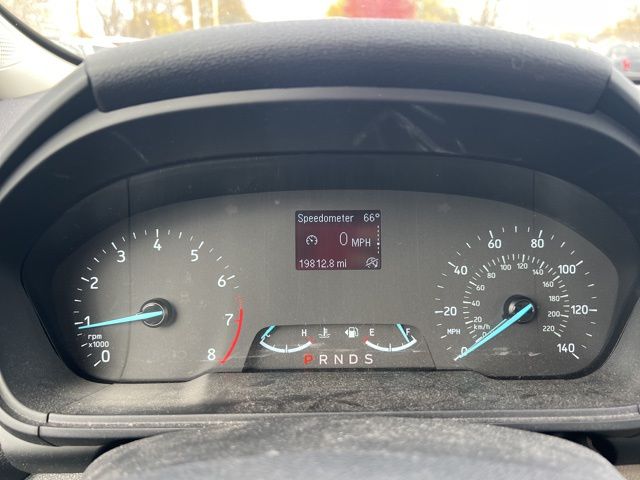 Speedometer 66°
0 MPH
19812.8 mi
0 1 2 3 4 5 6 7 8
rpm
x1000
H E F
P R N D S
0 20 40 60 80 100 120 140
MPH
0 20 40 60 80 100 120 140 160 180 200 220
km/h